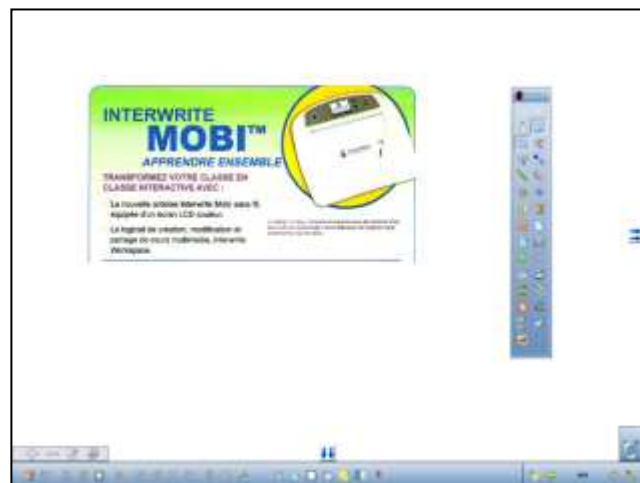 INTERWRITE
MOBI™
APPRENDRE ENSEMBLE
TRANSFORMEZ VOTRE CLASSE EN
CLASSE INTERACTIVE AVEC :
La nouvelle ardoise Interwrite Mobi sans fil
équipée d'un écran LCD couleur.
Le logiciel de création, modification et
partage de cours multimédia, Interwrite
Workspace.